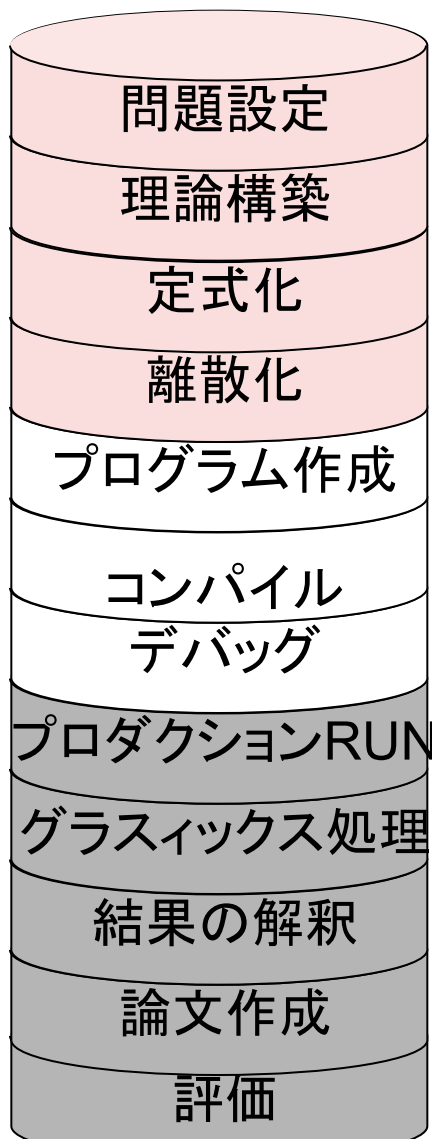 問題設定
理論構築
定式化
離散化
プログラム作成
コンパイル
デバッグ
プロダクションRUN
グラスィックス処理
結果の解釈
論文作成
評価